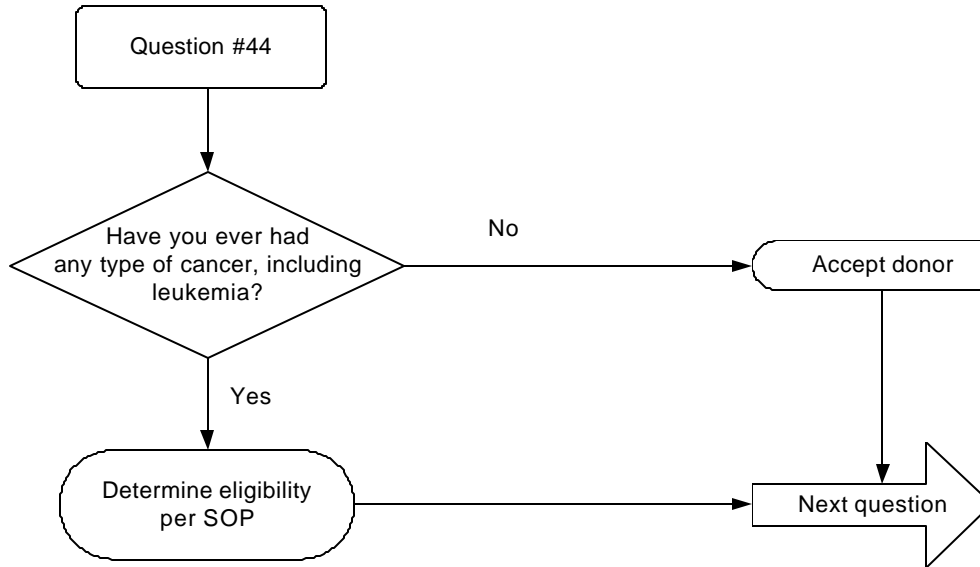 Question #44
Have you ever had
any type of cancer, including
leukemia?
No
Accept donor
Yes
Determine eligibility
per SOP
Next question